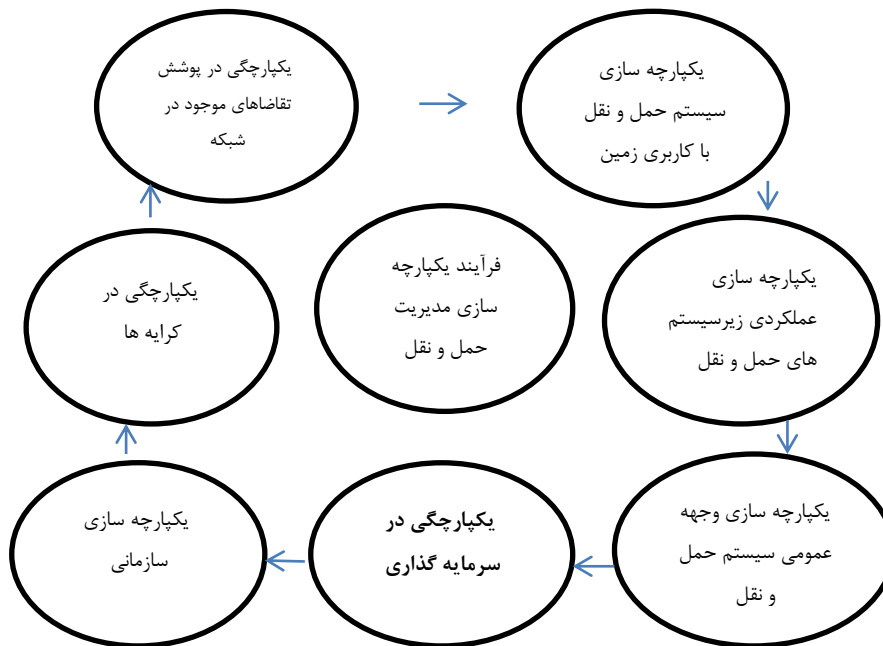 یکپارچگی در پوشش
تقاضاهای موجود در
شبکه
یکپارچه سازی
سیستم حمل و نقل
با کاربری زمین
یکپارچه سازی
عملکردی زیرسیستم
های حمل و نقل
یکپارچه سازی وجهه
عمومی سیستم حمل
و نقل
یکپارچگی در
سرمایه گذاری
یکپارچه سازی
سازمانی
یکپارچگی در
کرایه ها
فرآیند یکپارچه
سازی مدیریت
حمل و نقل